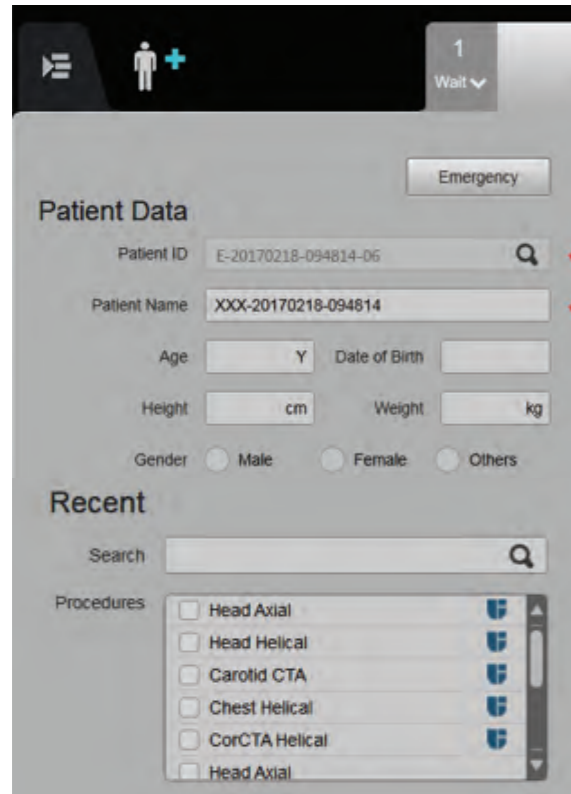 1
Wait
Emergency
Patient Data
Patient ID E-20170218-094814-06
Patient Name XXX-20170218-094814
Age Y Date of Birth
Height cm Weight kg
Gender Male Female Others
Recent
Search
Procedures Head Axial
Head Helical
Carotid CTA
Chest Helical
CorCTA Helical
Head Axial